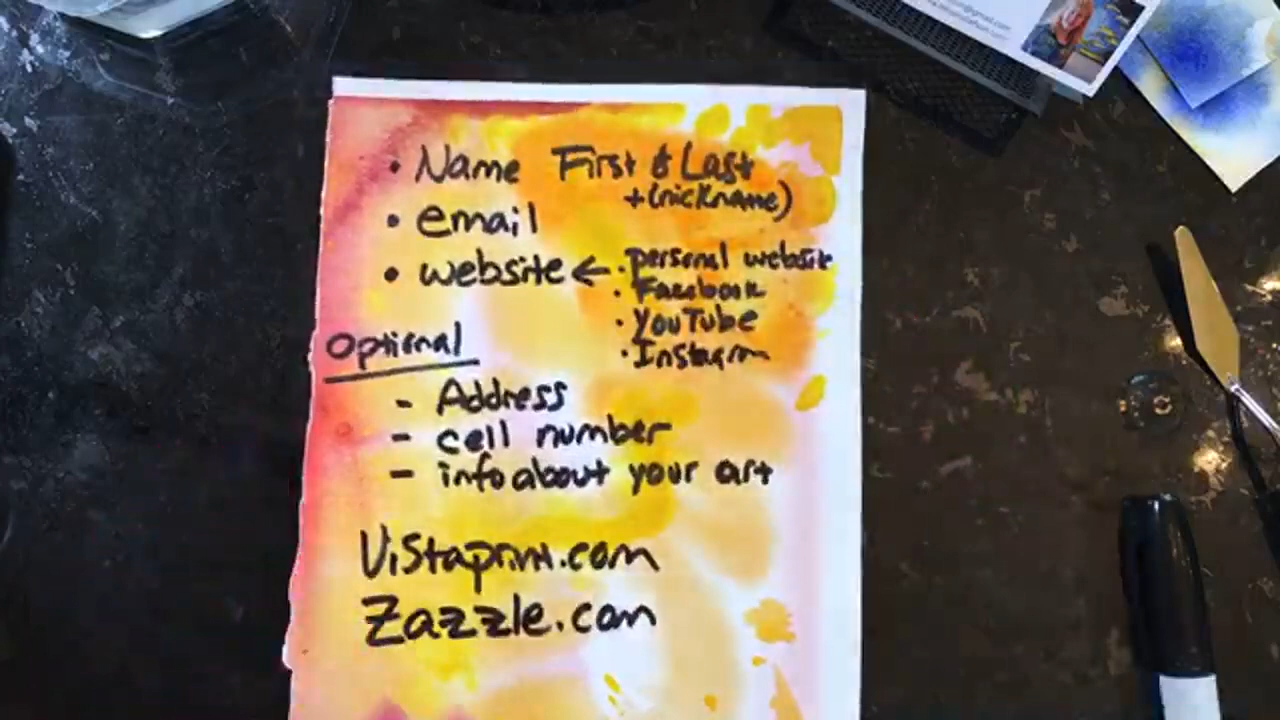 • Name First & Last
+(nickname)
• email
• website ← • personal website
• Facebook
• YouTube
• Instagrm
Optional
- Address
- cell number
- info about your art
Vistaprint.com
Zazzle.com